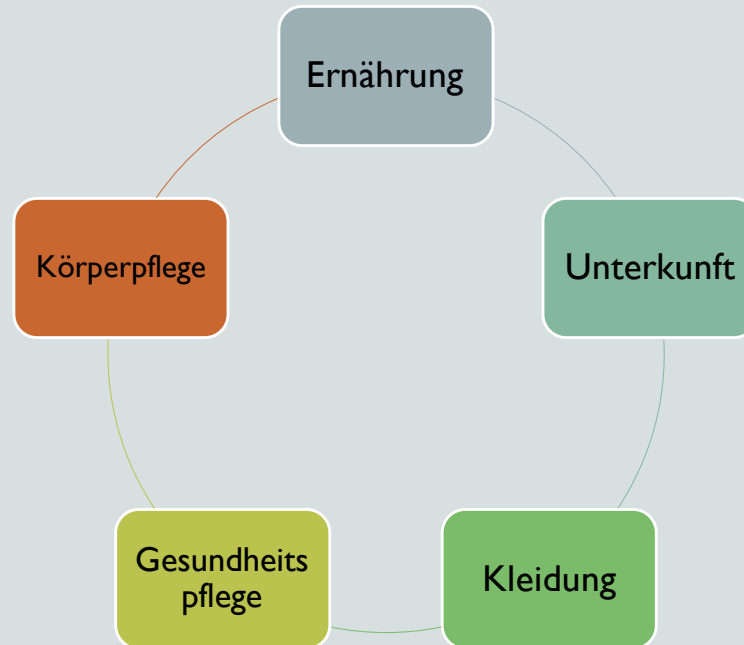 Ernährung
Unterkunft
Kleidung
Gesundheits
pflege
Körperpflege